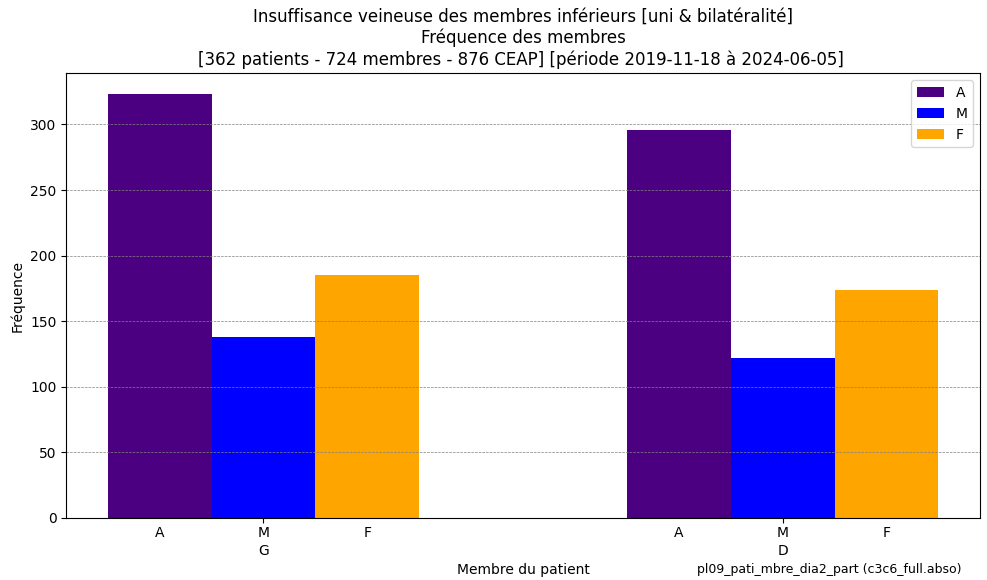 Insuffisance veineuse des membres inférieurs [uni & bilatéralité]
Fréquence des membres
[362 patients - 724 membres - 876 CEAP] [période 2019-11-18 à 2024-06-05]
A
M
F
300
250
200
150
100
50
0
Fréquence
A M F A M F
G D
Membre du patient
pl09_pati_mbre_dia2_part (c3c6_full.abso)